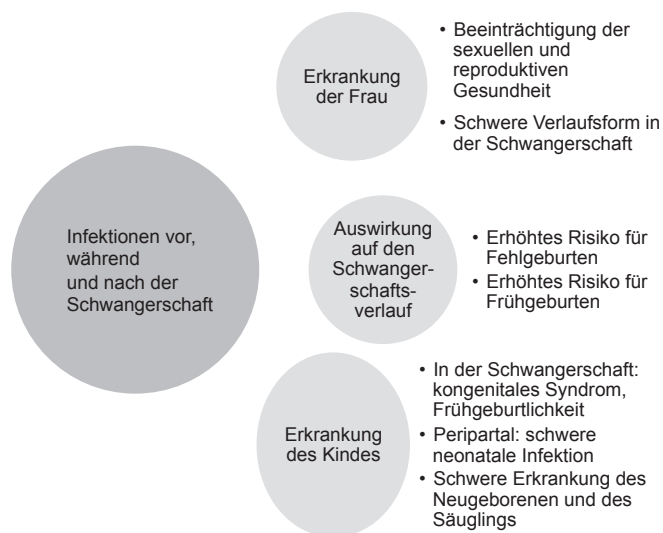 Erkrankung
der Frau
• Beeinträchtigung der
sexuellen und
reproduktiven
Gesundheit
• Schwere Verlaufsform in
der Schwangerschaft
Infektionen vor,
während
und nach der
Schwangerschaft
Auswirkung
auf den
Schwanger-
schafts-
verlauf
• Erhöhtes Risiko für
Fehlgeburten
• Erhöhtes Risiko für
Frühgeburten
Erkrankung
des Kindes
• In der Schwangerschaft:
kongenitales Syndrom,
Frühgeburtlichkeit
• Peripartal: schwere
neonatale Infektion
• Schwere Erkrankung des
Neugeborenen und des
Säuglings